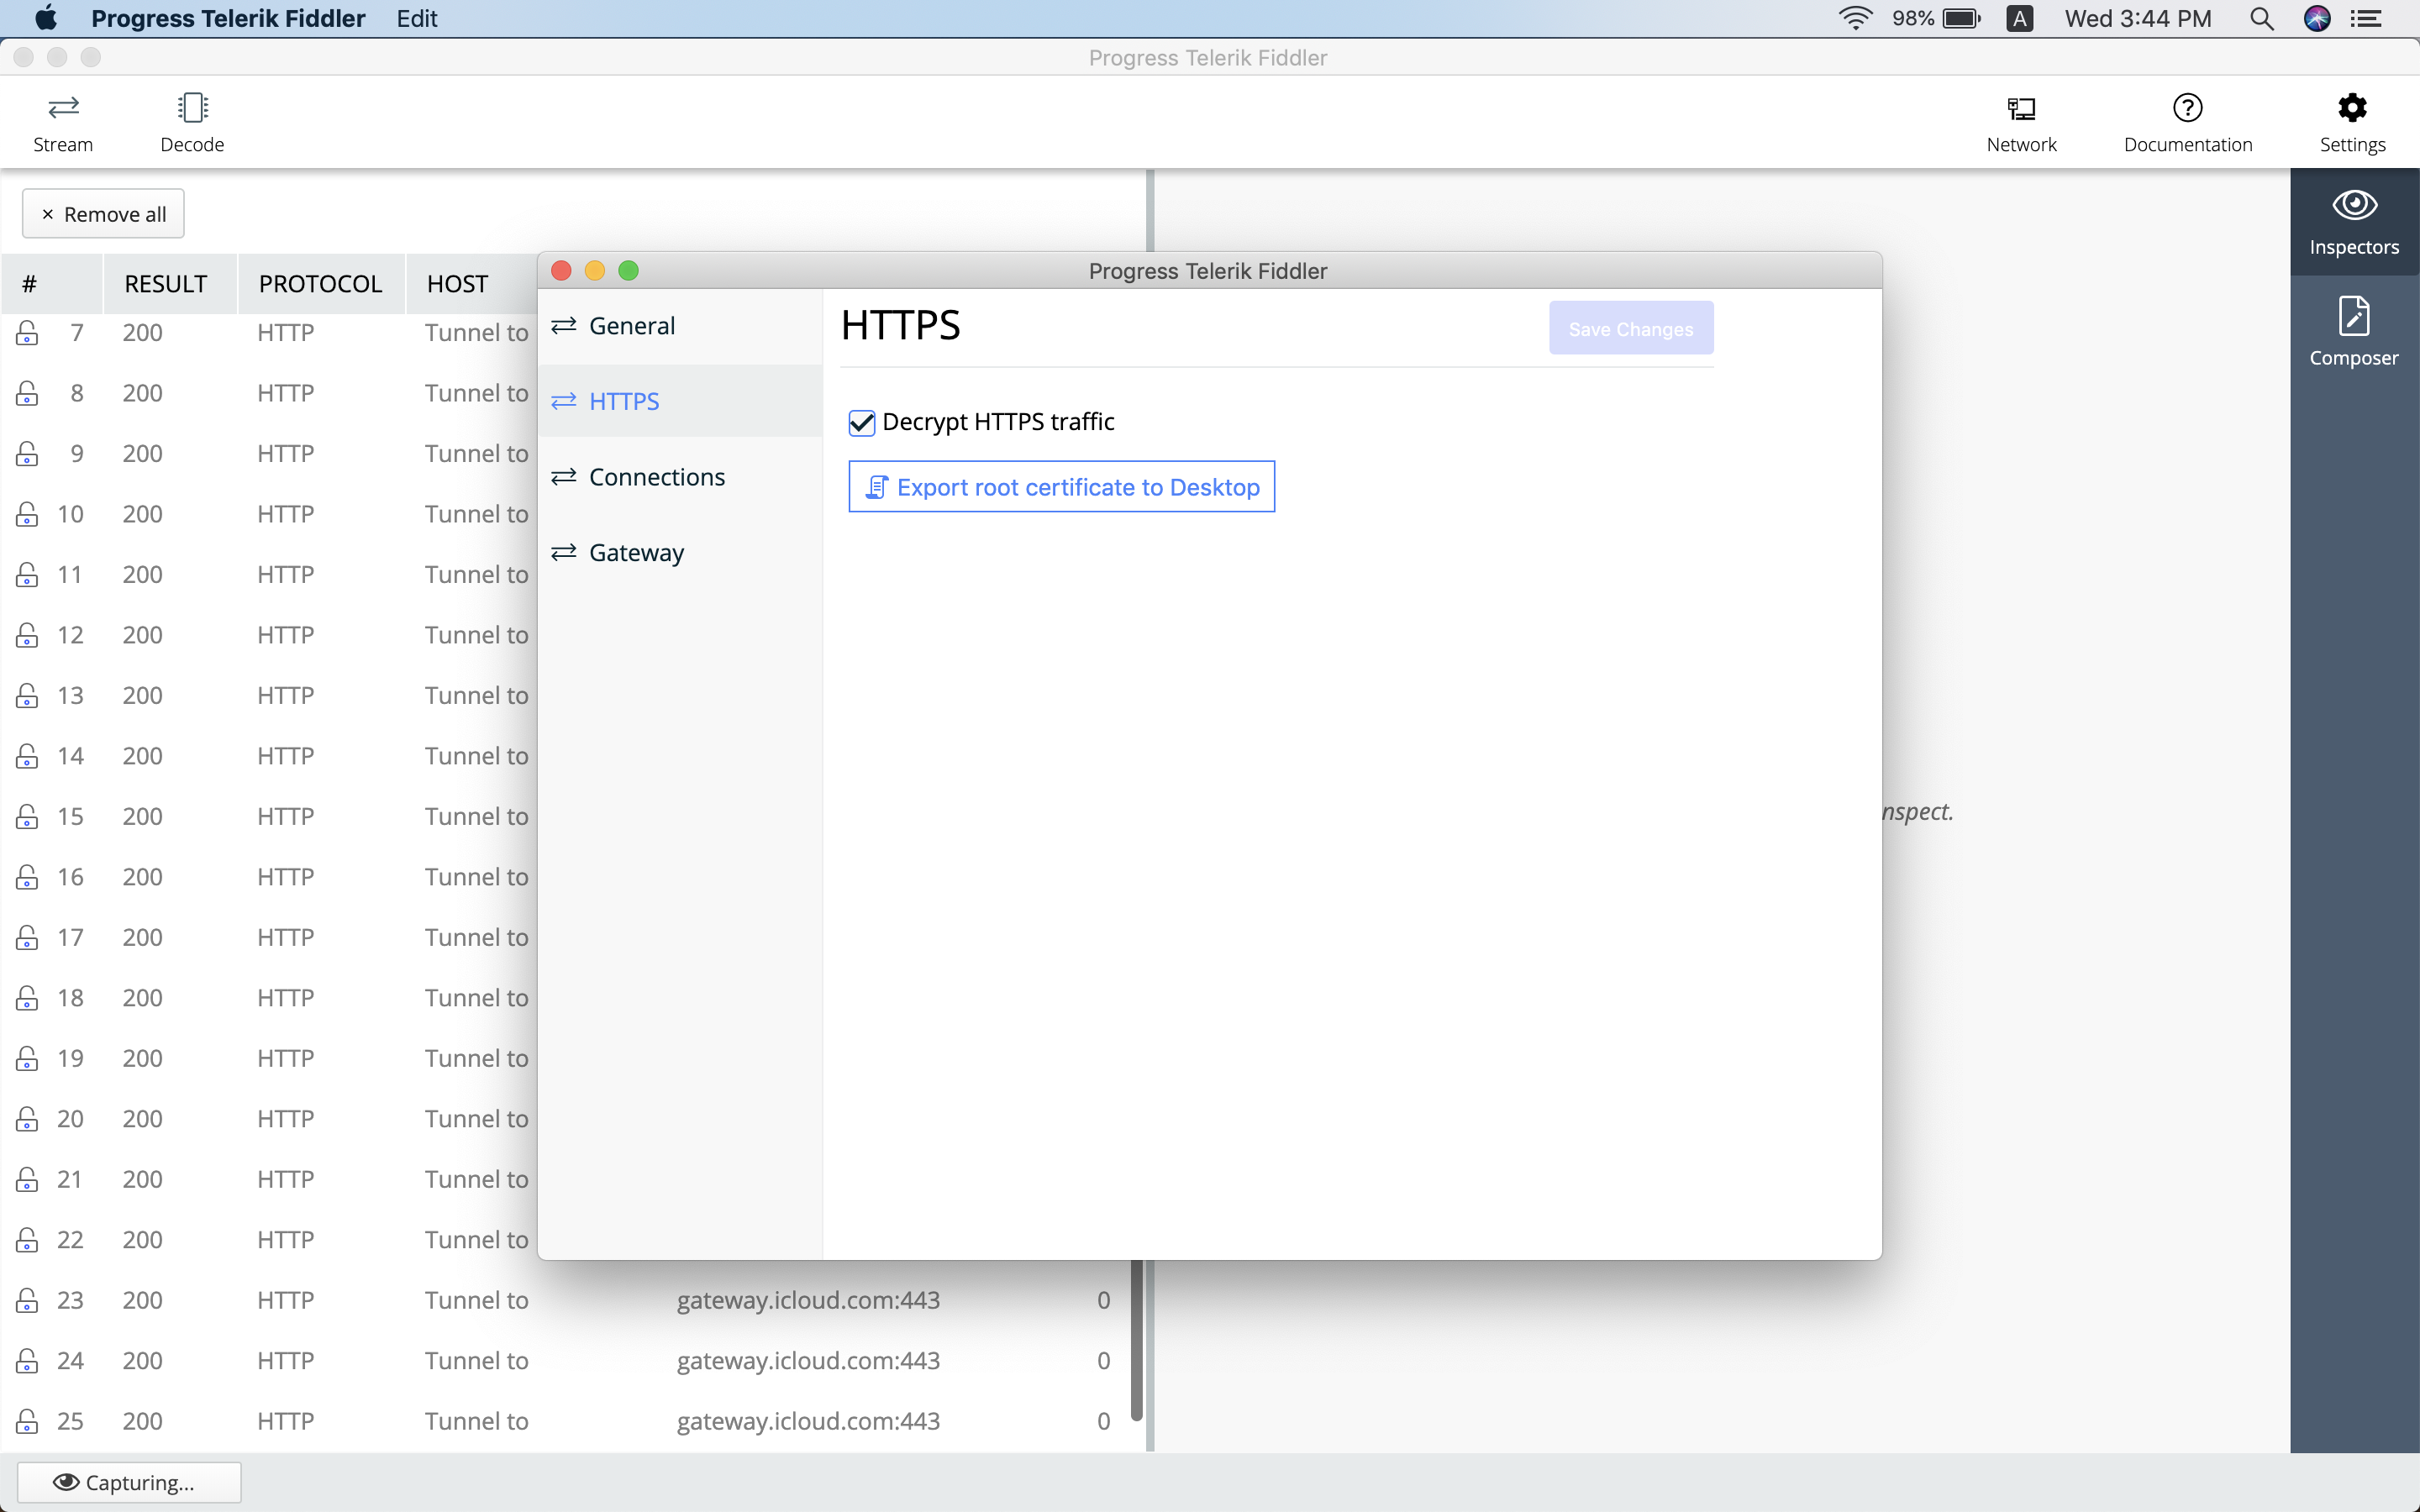 Progress Telerik Fiddler Edit 98% A Wed 3:44 PM
Progress Telerik Fiddler
Stream Decode Network Documentation Settings
× Remove all
Inspectors
Composer
# RESULT PROTOCOL HOST
7 200 HTTP Tunnel to
8 200 HTTP Tunnel to
9 200 HTTP Tunnel to
10 200 HTTP Tunnel to
11 200 HTTP Tunnel to
12 200 HTTP Tunnel to
13 200 HTTP Tunnel to
14 200 HTTP Tunnel to
15 200 HTTP Tunnel to
16 200 HTTP Tunnel to
17 200 HTTP Tunnel to
18 200 HTTP Tunnel to
19 200 HTTP Tunnel to
20 200 HTTP Tunnel to
21 200 HTTP Tunnel to
22 200 HTTP Tunnel to
23 200 HTTP Tunnel to gateway.icloud.com:443 0
24 200 HTTP Tunnel to gateway.icloud.com:443 0
25 200 HTTP Tunnel to gateway.icloud.com:443 0
Progress Telerik Fiddler
General
HTTPS
Connections
Gateway
HTTPS
Save Changes
Decrypt HTTPS traffic
Export root certificate to Desktop
nspect.
Capturing...